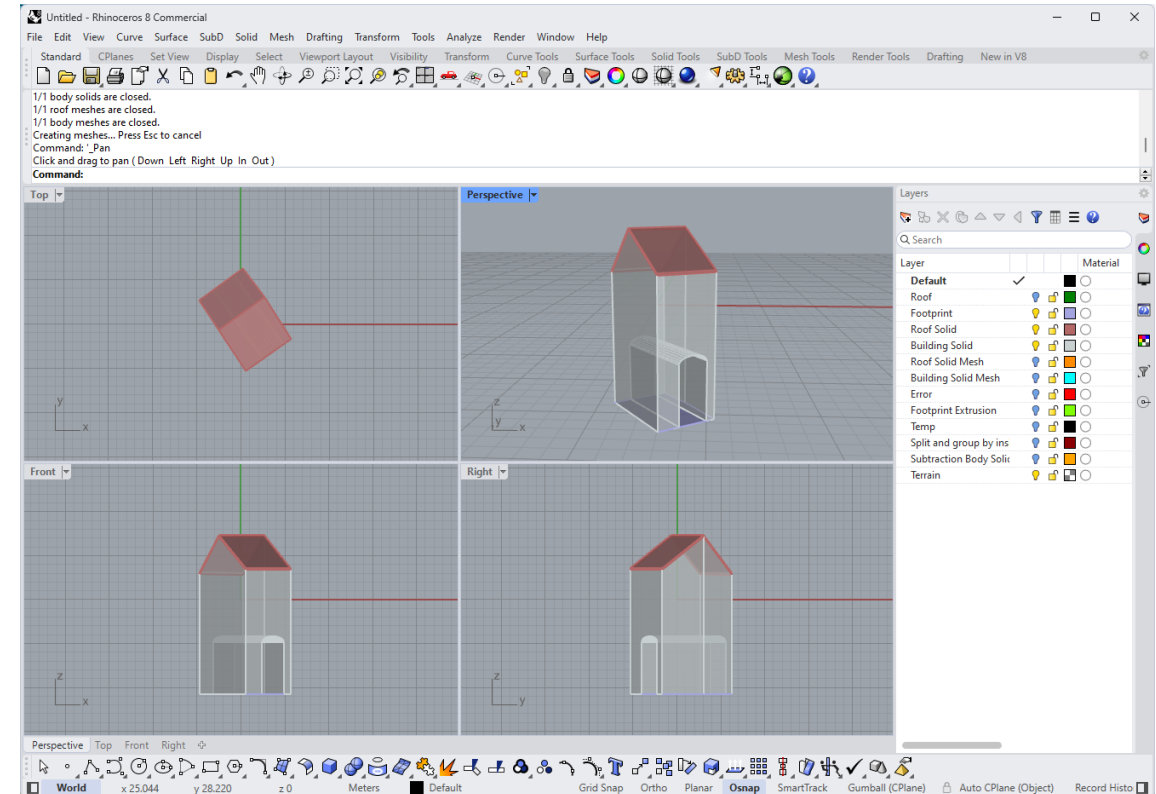 Untitled - Rhinoceros 8 Commercial
File Edit View Curve Surface SubD Solid Mesh Drafting Transform Tools Analyze Render Window Help
Standard CPlanes Set View Display Select Viewport Layout Visibility Transform Curve Tools Surface Tools Solid Tools SubD Tools Mesh Tools Render Tools Drafting New in V8
1/1 body solids are closed.
1/1 roof meshes are closed.
1/1 body meshes are closed.
Creating meshes... Press Esc to cancel
Command: '_Pan
Click and drag to pan ( Down Left Right Up In Out )
Command:
Top
y
x
Perspective
z
y
x
Front
z
x
Right
z
y
Layers
Search
Layer Material
Default
Roof
Footprint
Roof Solid
Building Solid
Roof Solid Mesh
Building Solid Mesh
Error
Footprint Extrusion
Temp
Split and group by ins
Subtraction Body Solid
Terrain
Perspective Top Front Right
World x 25.044 y 28.220 z 0 Meters Default Grid Snap Ortho Planar Osnap SmartTrack Gumball (CPlane) Auto CPlane (Object) Record Histo